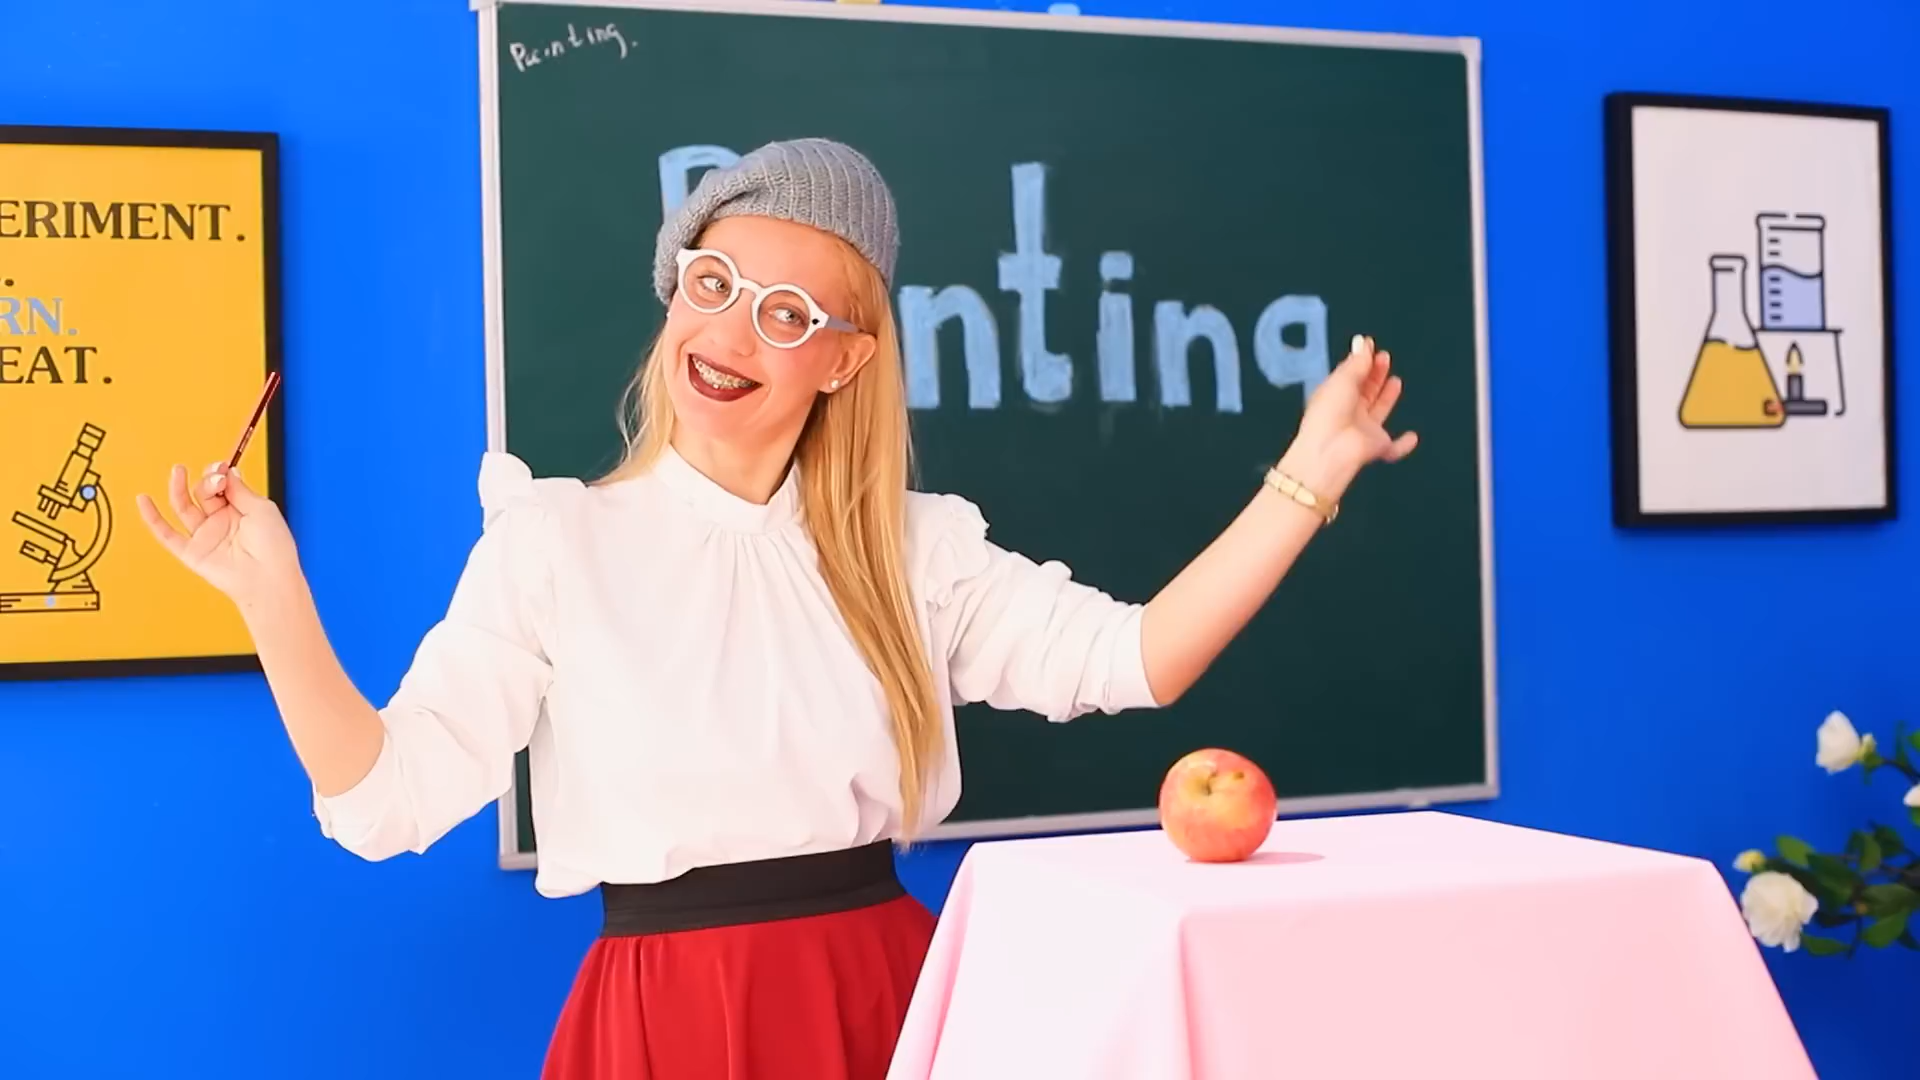 Painting.
P nting
ERIMENT.
.
RN.
EAT.